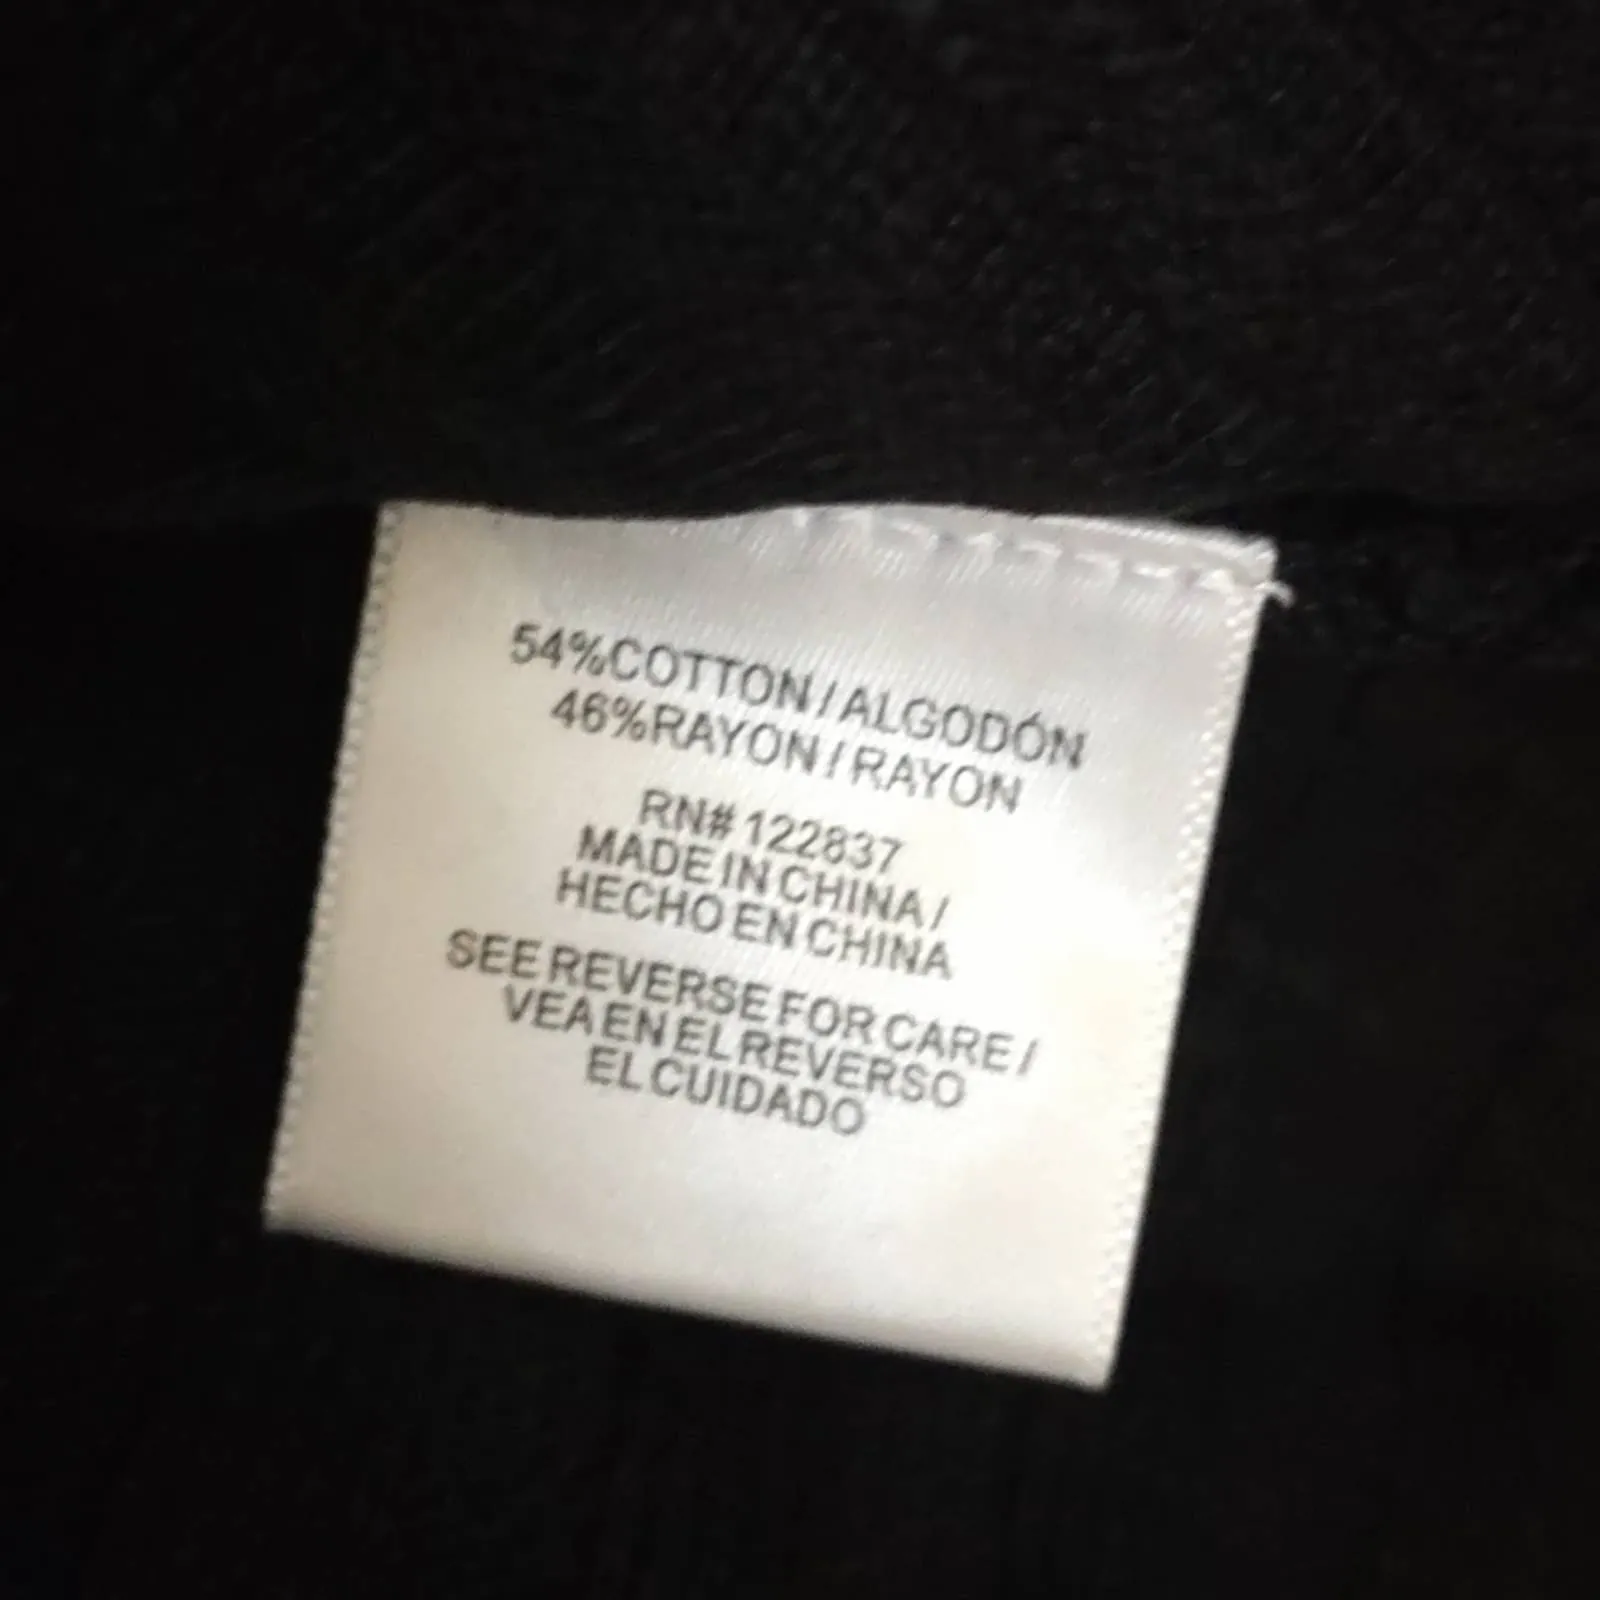 54%COTTON/ALGODÓN
46%RAYON/RAYON
RN# 122837
MADE IN CHINA/
HECHO EN CHINA
SEE REVERSE FOR CARE/
VEA EN EL REVERSO
EL CUIDADO